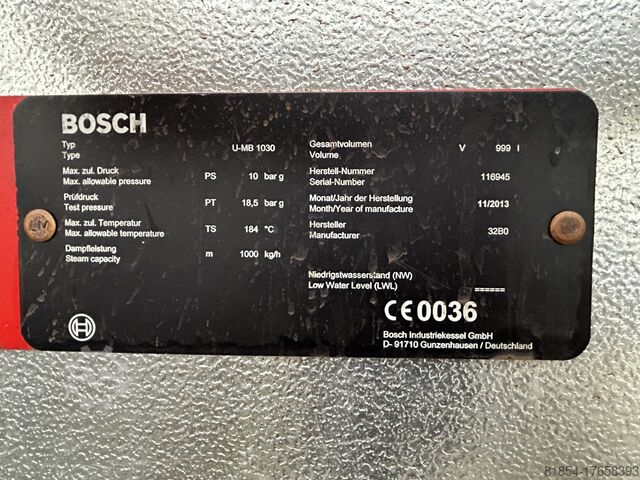 BOSCH
Typ
Type
U-MB 1030
Max. zul. Druck
Max. allowable pressure
PS 10 bar g
Prüfdruck
Test pressure
PT 18,5 bar g
Max. zul. Temperatur
Max. allowable temperature
TS 184 °C
Dampfleistung
Steam capacity
m 1000 kg/h
Gesamtvolumen
Volume
V 999 l
Herstell-Nummer
Serial-Number
116945
Monat/Jahr der Herstellung
Month/Year of manufacture
11/2013
Hersteller
Manufacturer
32B0
Niedrigstwasserstand (NW)
Low Water Level (LWL)
======
CE0036
Bosch Industriekessel GmbH
D- 91710 Gunzenhausen / Deutschland
81854-17658393